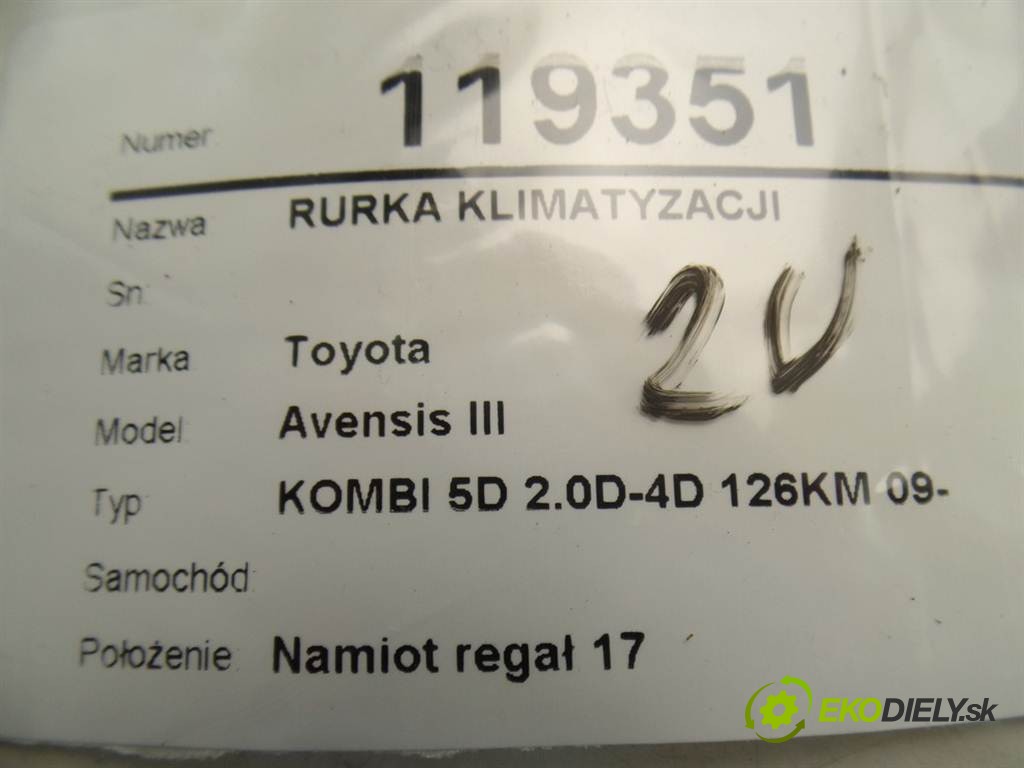 Numer 119351
Nazwa RURKA KLIMATYZACJI
Sn:
Marka Toyota
2U
Model Avensis III
Typ KOMBI 5D 2.0D-4D 126KM 09-
Samochód:
Położenie: Namiot regał 17
EKODIELY.sk